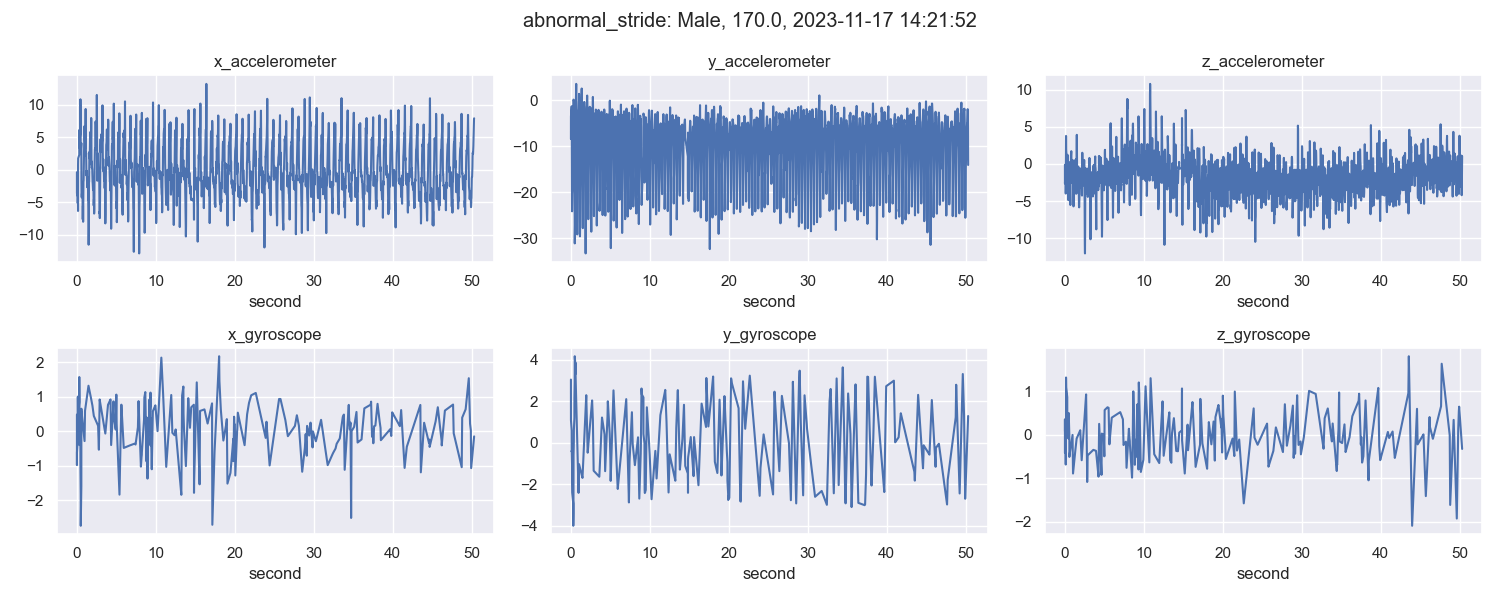 abnormal_stride: Male, 170.0, 2023-11-17 14:21:52
x_accelerometer
10
5
0
−5
−10
0 10 20 30 40 50
second
y_accelerometer
0
−10
−20
−30
0 10 20 30 40 50
second
z_accelerometer
10
5
0
−5
−10
0 10 20 30 40 50
second
x_gyroscope
2
1
0
−1
−2
0 10 20 30 40 50
second
y_gyroscope
4
2
0
−2
−4
0 10 20 30 40 50
second
z_gyroscope
1
0
−1
−2
0 10 20 30 40 50
second